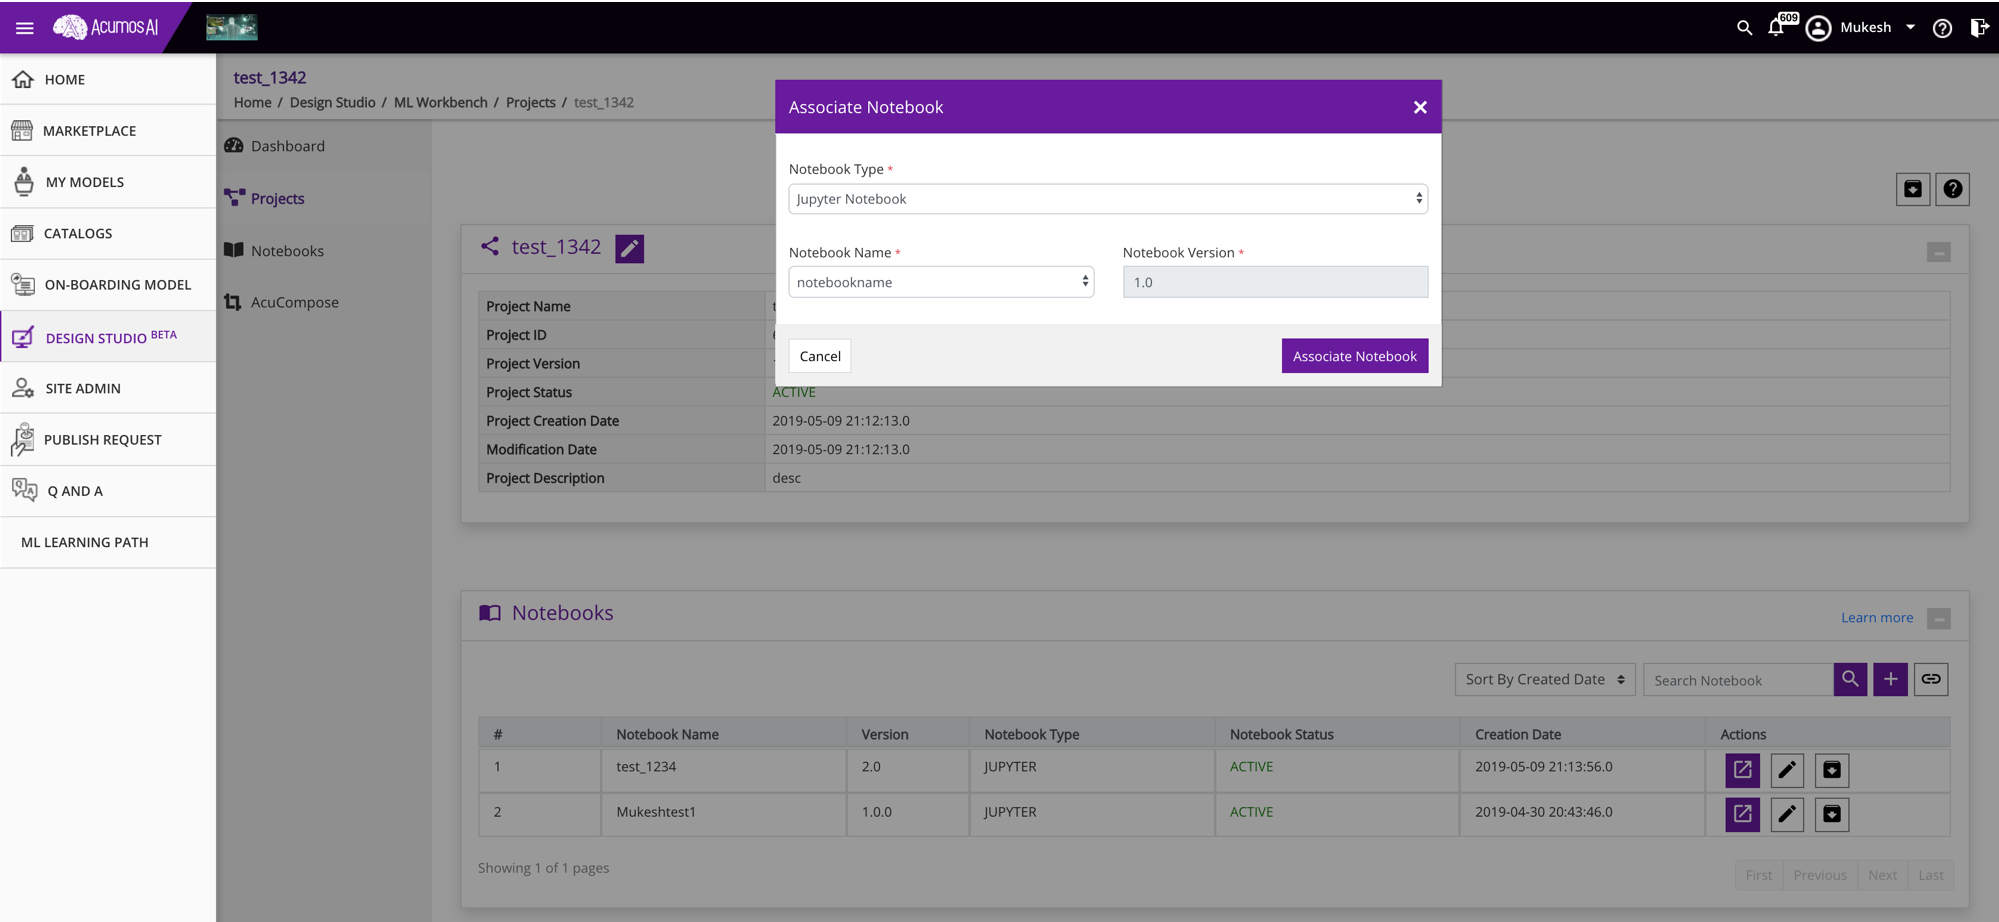 Acumos AI
609
Mukesh
HOME
MARKETPLACE
MY MODELS
CATALOGS
ON-BOARDING MODEL
DESIGN STUDIO BETA
SITE ADMIN
PUBLISH REQUEST
Q AND A
ML LEARNING PATH
test_1342
Home / Design Studio / ML Workbench / Projects / test_1342
Dashboard
Projects
Notebooks
AcuCompose
Associate Notebook
Notebook Type *
Jupyter Notebook
Notebook Name *
Notebook Version *
notebookname
1.0
Cancel
Associate Notebook
test_1342
Project Name
Project ID
Project Version
Project Status ACTIVE
Project Creation Date 2019-05-09 21:12:13.0
Modification Date 2019-05-09 21:12:13.0
Project Description desc
Notebooks
Learn more
Sort By Created Date
Search Notebook
# Notebook Name Version Notebook Type Notebook Status Creation Date Actions
1 test_1234 2.0 JUPYTER ACTIVE 2019-05-09 21:13:56.0
2 Mukeshtest1 1.0.0 JUPYTER ACTIVE 2019-04-30 20:43:46.0
Showing 1 of 1 pages
First Previous Next Last